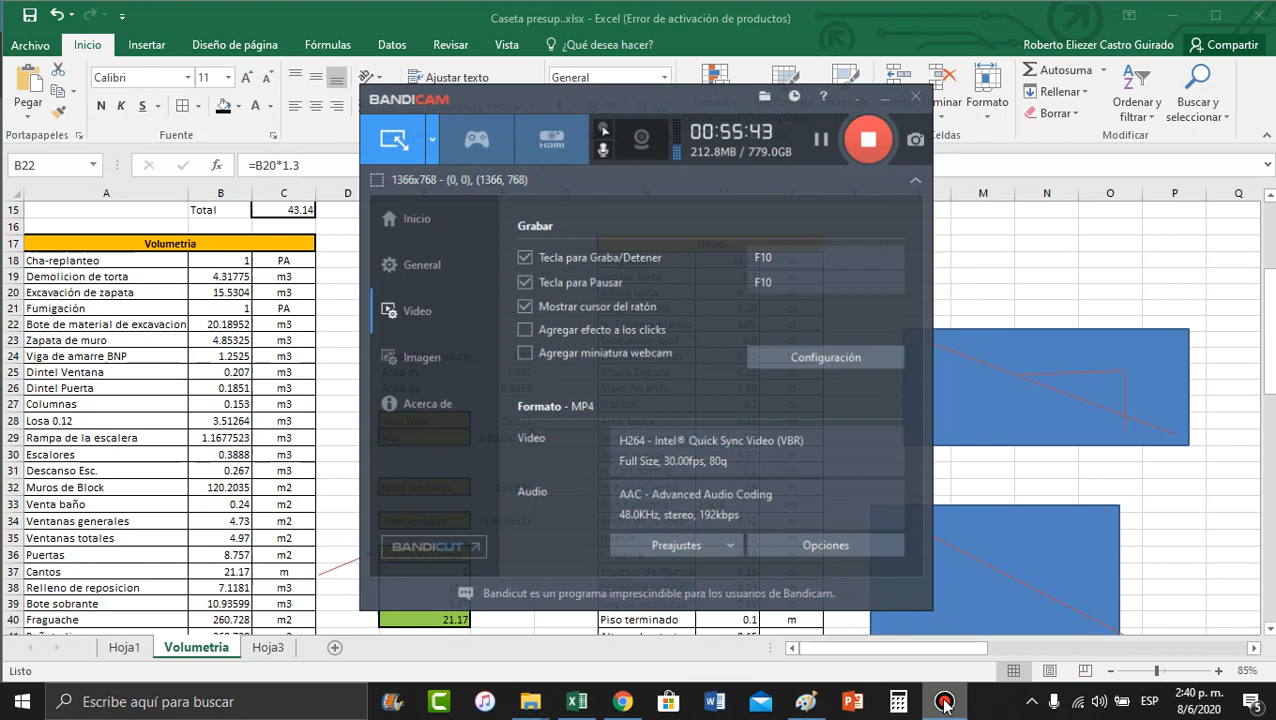 Caseta presup..xlsx - Excel (Error de activación de productos)
Archivo Inicio Insertar Diseño de página Fórmulas Datos Revisar Vista ¿Qué desea hacer? Roberto Eliezer Castro Guirado Compartir
Calibri 11 Ajustar texto General Autosuma
Pegar N K S A Formato Rellenar Ordenar y filtrar Buscar y seleccionar
Borrar
Portapapeles Fuente Celdas Modificar
B22 =B20*1.3
A B C D M N O P Q
15 Total 43.14
16
17 Volumetria
18 Cha-replanteo 1 PA
19 Demolicion de torta 4.31775 m3
20 Excavación de zapata 15.5304 m3
21 Fumigación 1 PA
22 Bote de material de excavacion 20.18952 m3
23 Zapata de muro 4.85325 m3
24 Viga de amarre BNP 1.2525 m3
25 Dintel Ventana 0.207 m3
26 Dintel Puerta 0.1851 m3
27 Columnas 0.153 m3
28 Losa 0.12 3.51264 m3
29 Rampa de la escalera 1.1677523 m3
30 Escalores 0.3888 m3
31 Descanso Esc. 0.267 m3
32 Muros de Block 120.2035 m2
33 Venta baño 0.24 m2
34 Ventanas generales 4.73 m2
35 Ventanas totales 4.97 m2
36 Puertas 8.757 m2
37 Cantos 21.17 m
38 Relleno de reposicion 7.1181 m3
39 Bote sobrante 10.93599 m3
40 Fraguache 260.728 m2
21.17
Piso terminado 0.1 m
BANDICAM
HDMI
00:55:43
212.8MB / 779.0GB
1366x768 - (0, 0), (1366, 768)
Inicio
General
Video
Imagen
Acerca de
BANDICUT
Grabar
Tecla para Graba/Detener F10
Tecla para Pausar F10
Mostrar cursor del ratón
Agregar efecto a los clicks
Agregar miniatura webcam
Configuración
Formato - MP4
Video
H264 - Intel® Quick Sync Video (VBR)
Full Size, 30.00fps, 80q
Audio
AAC - Advanced Audio Coding
48.0KHz, stereo, 192kbps
Preajustes Opciones
Bandicut es un programa imprescindible para los usuarios de Bandicam.
Hoja1 Volumetria Hoja3
Listo 85%
Escribe aquí para buscar
ESP
2:40 p. m.
8/6/2020
5